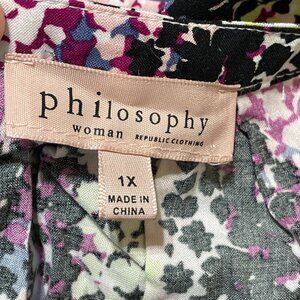 philosophy
woman REPUBLIC CLOTHING
1X
MADE IN
CHINA